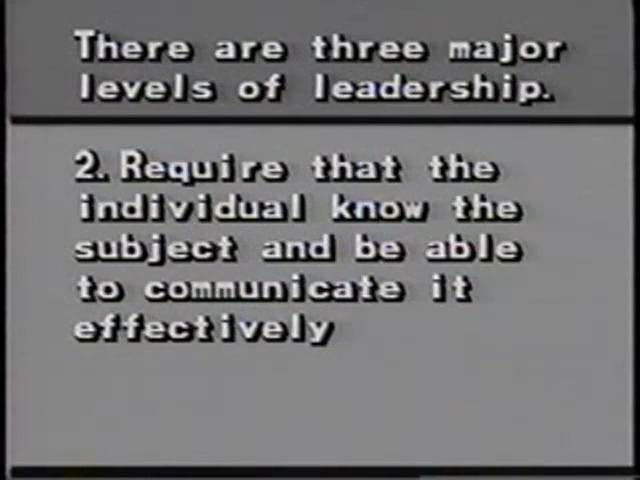 There are three major
levels of leadership.
2. Require that the
individual know the
subject and be able
to communicate it
effectively